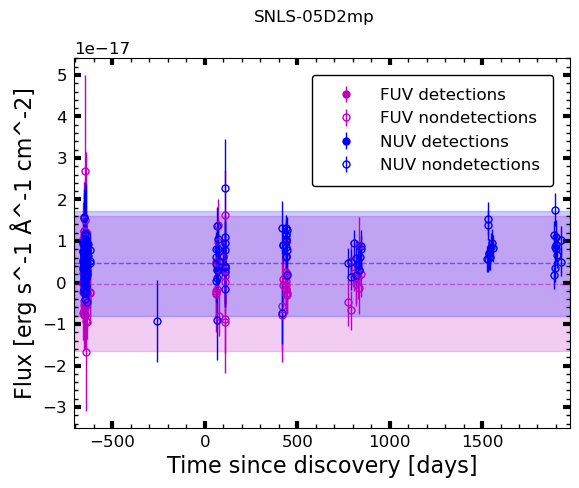 SNLS-05D2mp
1e−17
FUV detections
FUV nondetections
NUV detections
NUV nondetections
5
4
3
2
1
0
−1
−2
−3
Flux [erg s^-1 Å^-1 cm^-2]
−500 0 500 1000 1500
Time since discovery [days]